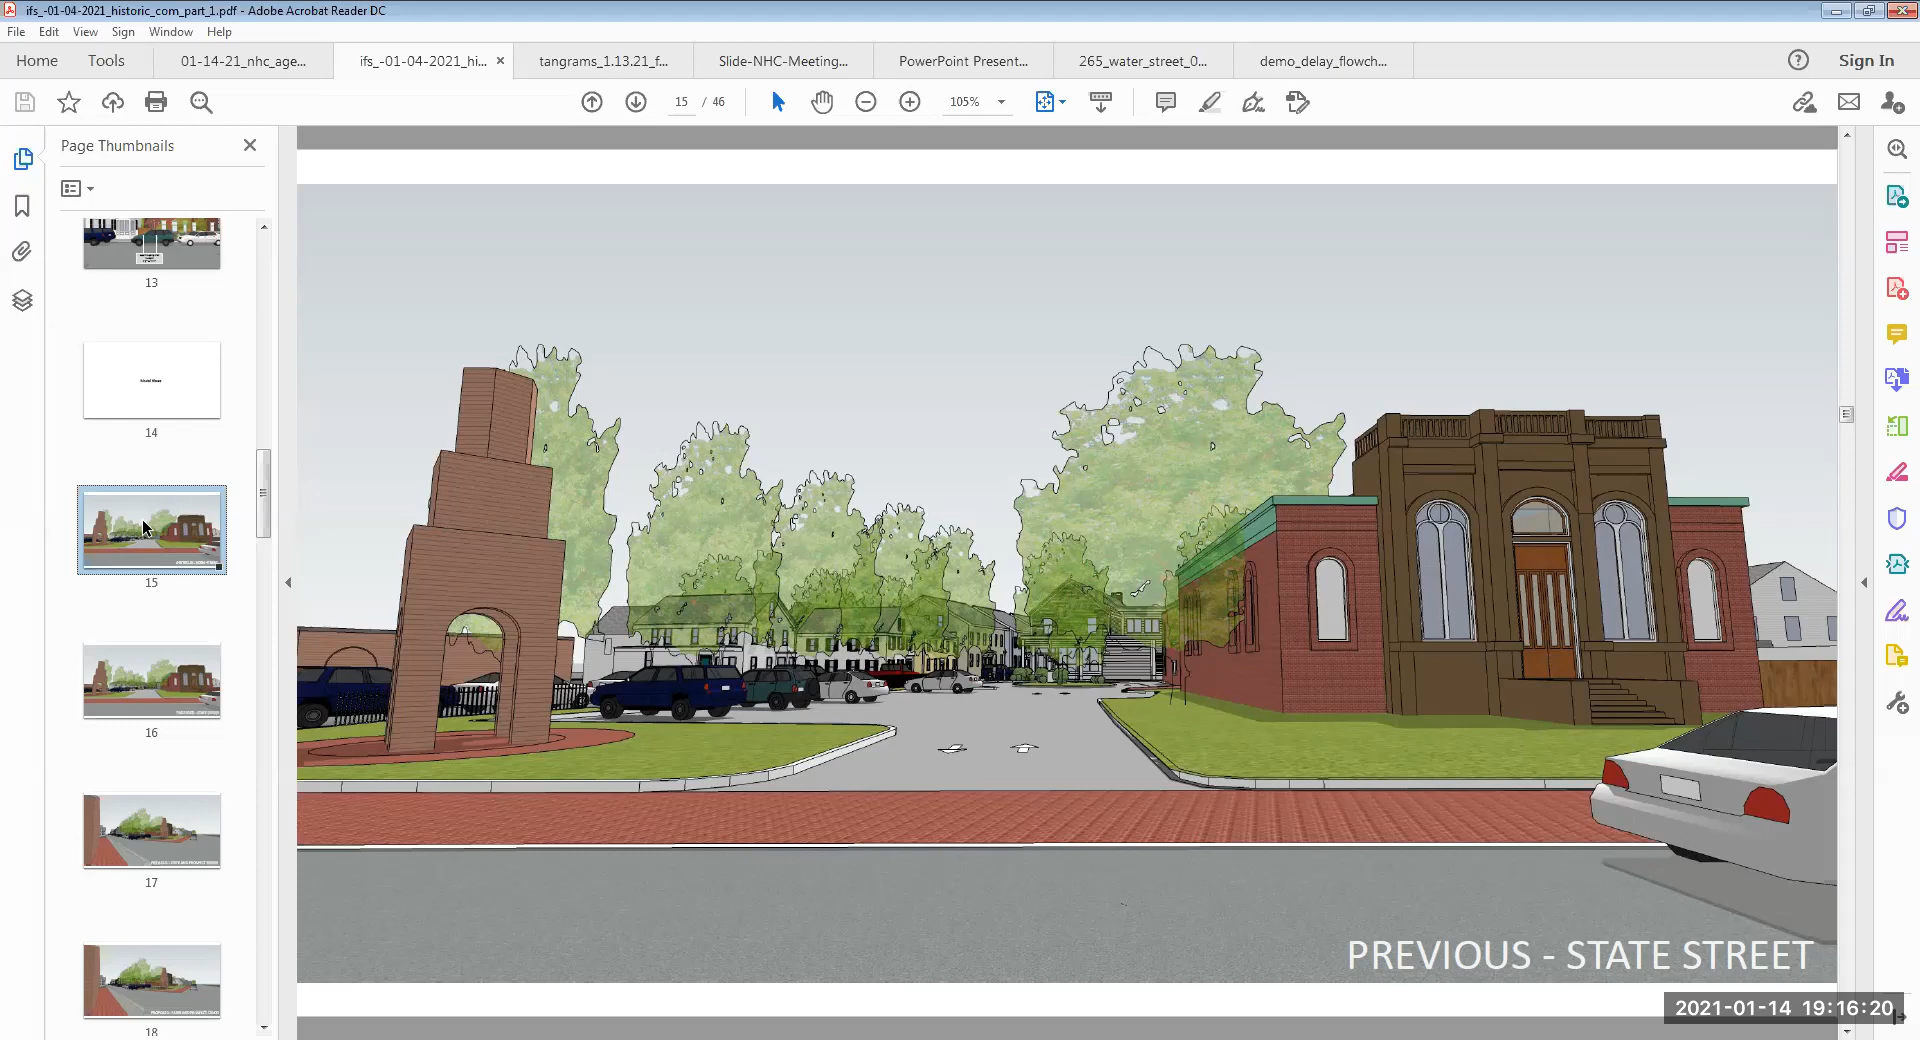 ifs_-01-04-2021_historic_com_part_1.pdf - Adobe Acrobat Reader DC
File Edit View Sign Window Help
Home Tools 01-14-21_nhc_age... ifs_-01-04-2021_hi... tangrams_1.13.21_f... Slide-NHC-Meeting... PowerPoint Present... 265_water_street_0... demo_delay_flowch... Sign In
15 / 46 105%
Page Thumbnails
13
14
15
16
17
18
PREVIOUS - STATE STREET
2021-01-14 19:16:20